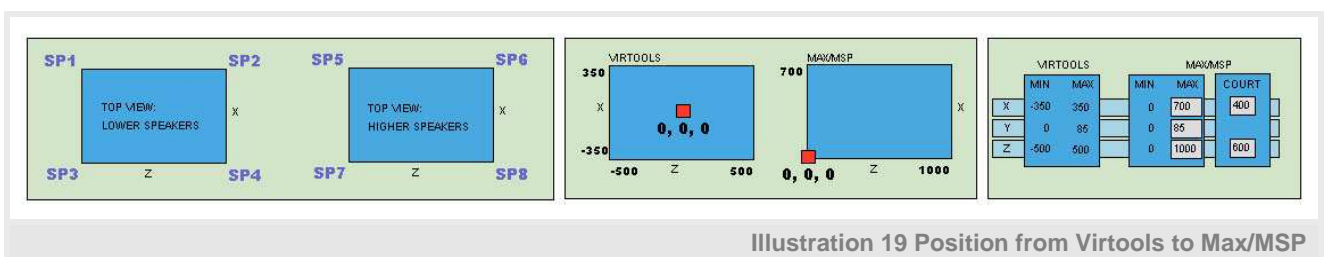 SP1 SP2 SP5 SP6
TOP VIEW:
LOWER SPEAKERS
X
TOP VIEW:
HIGHER SPEAKERS
X
SP3 Z SP4 SP7 Z SP8
VIRTOOLS
350
X
0, 0, 0
-350
-500 Z 500
MAX/MSP
700
X
0, 0, 0 Z 1000
VIRTOOLS MAX/MSP
MIN MAX MIN MAX COURT
X -350 350 0 700 400
Y 0 85 0 85
Z -500 500 0 1000 600
Illustration 19 Position from Virtools to Max/MSP